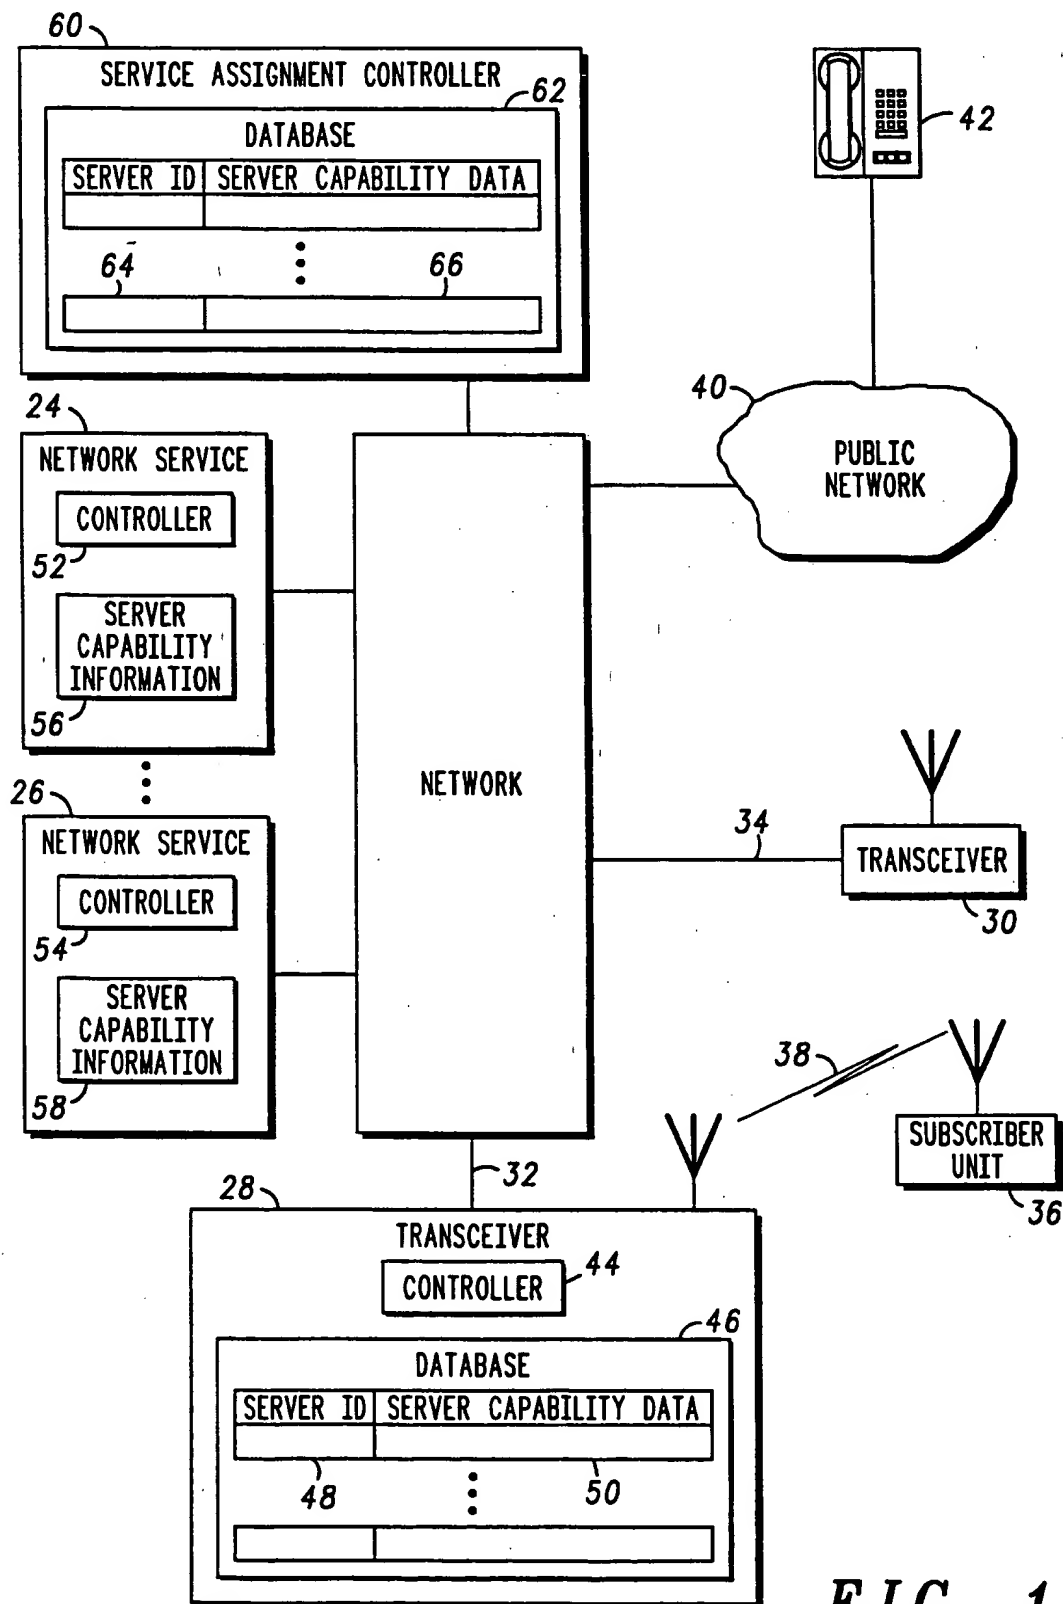 60
SERVICE ASSIGNMENT CONTROLLER
62
DATABASE
SERVER ID SERVER CAPABILITY DATA
64 66
42
40
PUBLIC
NETWORK
24
NETWORK SERVICE
CONTROLLER
52
SERVER
CAPABILITY
INFORMATION
56
26
NETWORK SERVICE
CONTROLLER
54
SERVER
CAPABILITY
INFORMATION
58
NETWORK
34
TRANSCEIVER
30
38
SUBSCRIBER
UNIT
36
32
28
TRANSCEIVER
CONTROLLER
44
46
DATABASE
SERVER ID SERVER CAPABILITY DATA
48 50
FIG. 1